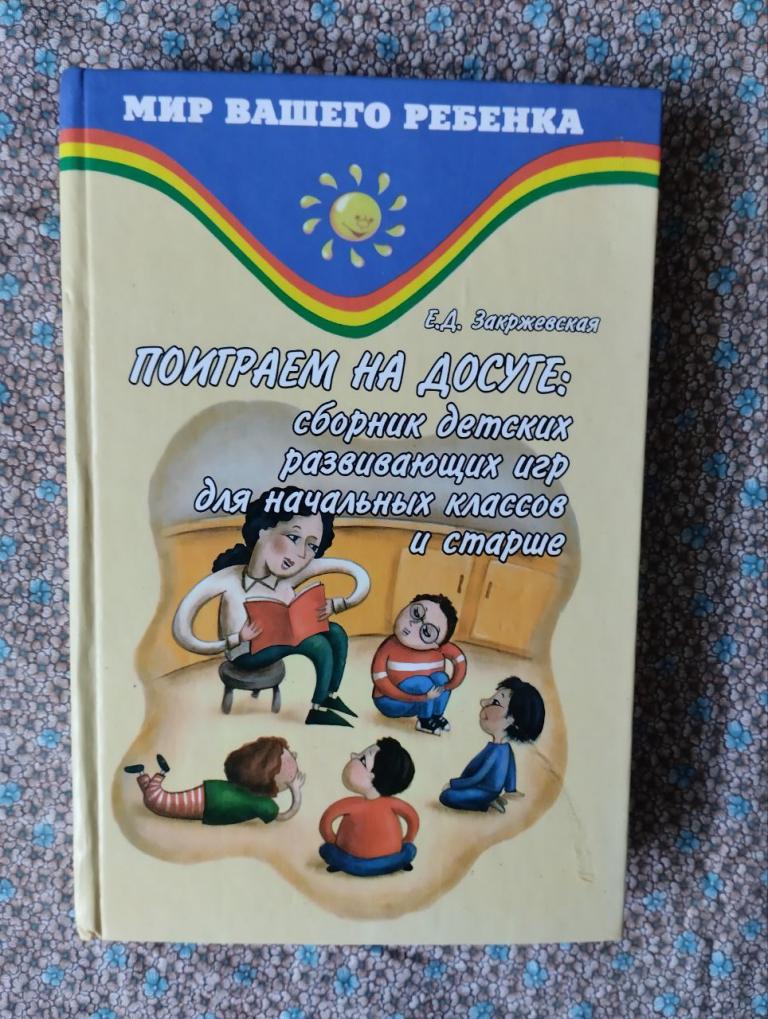 МИР ВАШЕГО РЕБЕНКА
Е.Д. Закржевская
ПОИГРАЕМ НА ДОСУГЕ:
сборник детских
развивающих игр
для начальных классов
и старше